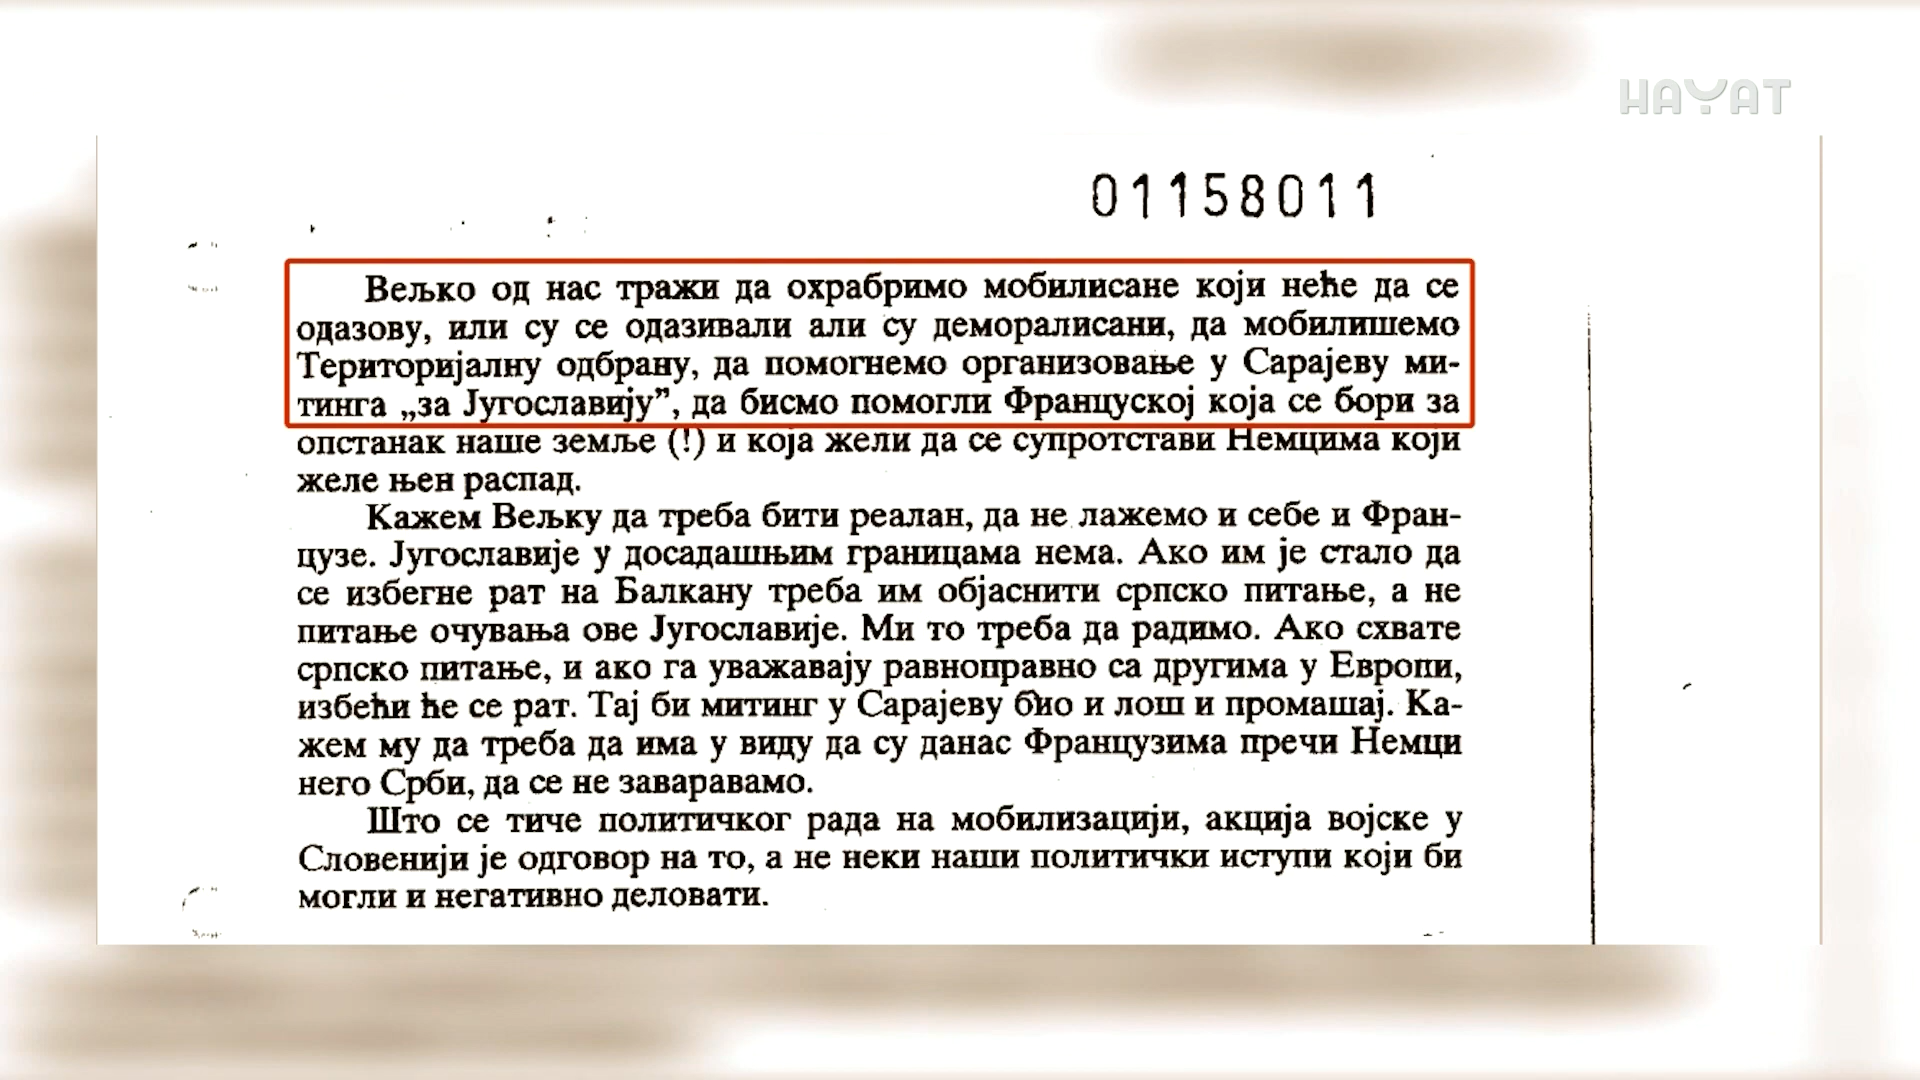 HAYAT
01158011
Вељко од нас тражи да охрабримо мобилисане који неће да се
одазову, или су се одазивали али су деморалисани, да мобилишемо
Територијалну одбрану, да помогнемо организовање у Сарајеву ми-
тинга „за Југославију”, да бисмо помогли Француској која се бори за
опстанак наше земље (!) и која жели да се супротстави Немцима који
желе њен распад.
Кажем Вељку да треба бити реалан, да не лажемо и себе и Фран-
цузе. Југославије у досадашњим границама нема. Ако им је стало да
се избегне рат на Балкану треба им објаснити српско питање, а не
питање очувања ове Југославије. Ми то треба да радимо. Ако схвате
српско питање, и ако га уважавају равноправно са другима у Европи,
избећи ће се рат. Тај би митинг у Сарајеву био и лош и промашај. Ка-
жем му да треба да има у виду да су данас Французима пречи Немци
него Срби, да се не заваравамо.
Што се тиче политичког рада на мобилизацији, акција војске у
Словенији је одговор на то, а не неки наши политички иступи који би
могли и негативно деловати.